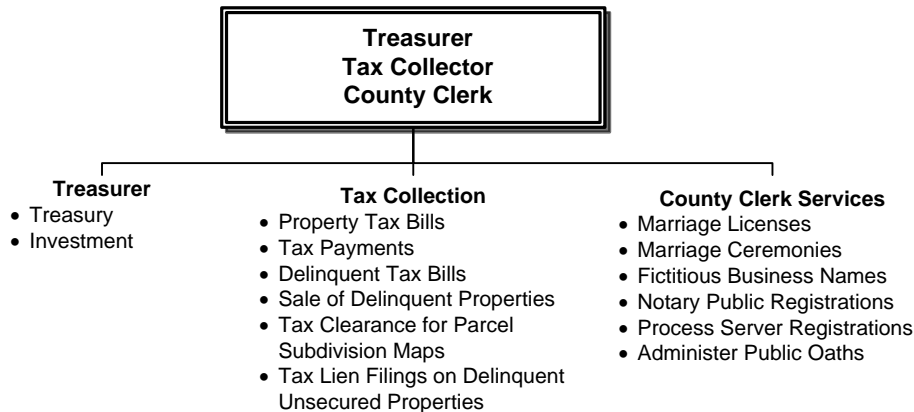 Treasurer
Tax Collector
County Clerk
Treasurer
• Treasury
• Investment
Tax Collection
• Property Tax Bills
• Tax Payments
• Delinquent Tax Bills
• Sale of Delinquent Properties
• Tax Clearance for Parcel
Subdivision Maps
• Tax Lien Filings on Delinquent
Unsecured Properties
County Clerk Services
• Marriage Licenses
• Marriage Ceremonies
• Fictitious Business Names
• Notary Public Registrations
• Process Server Registrations
• Administer Public Oaths